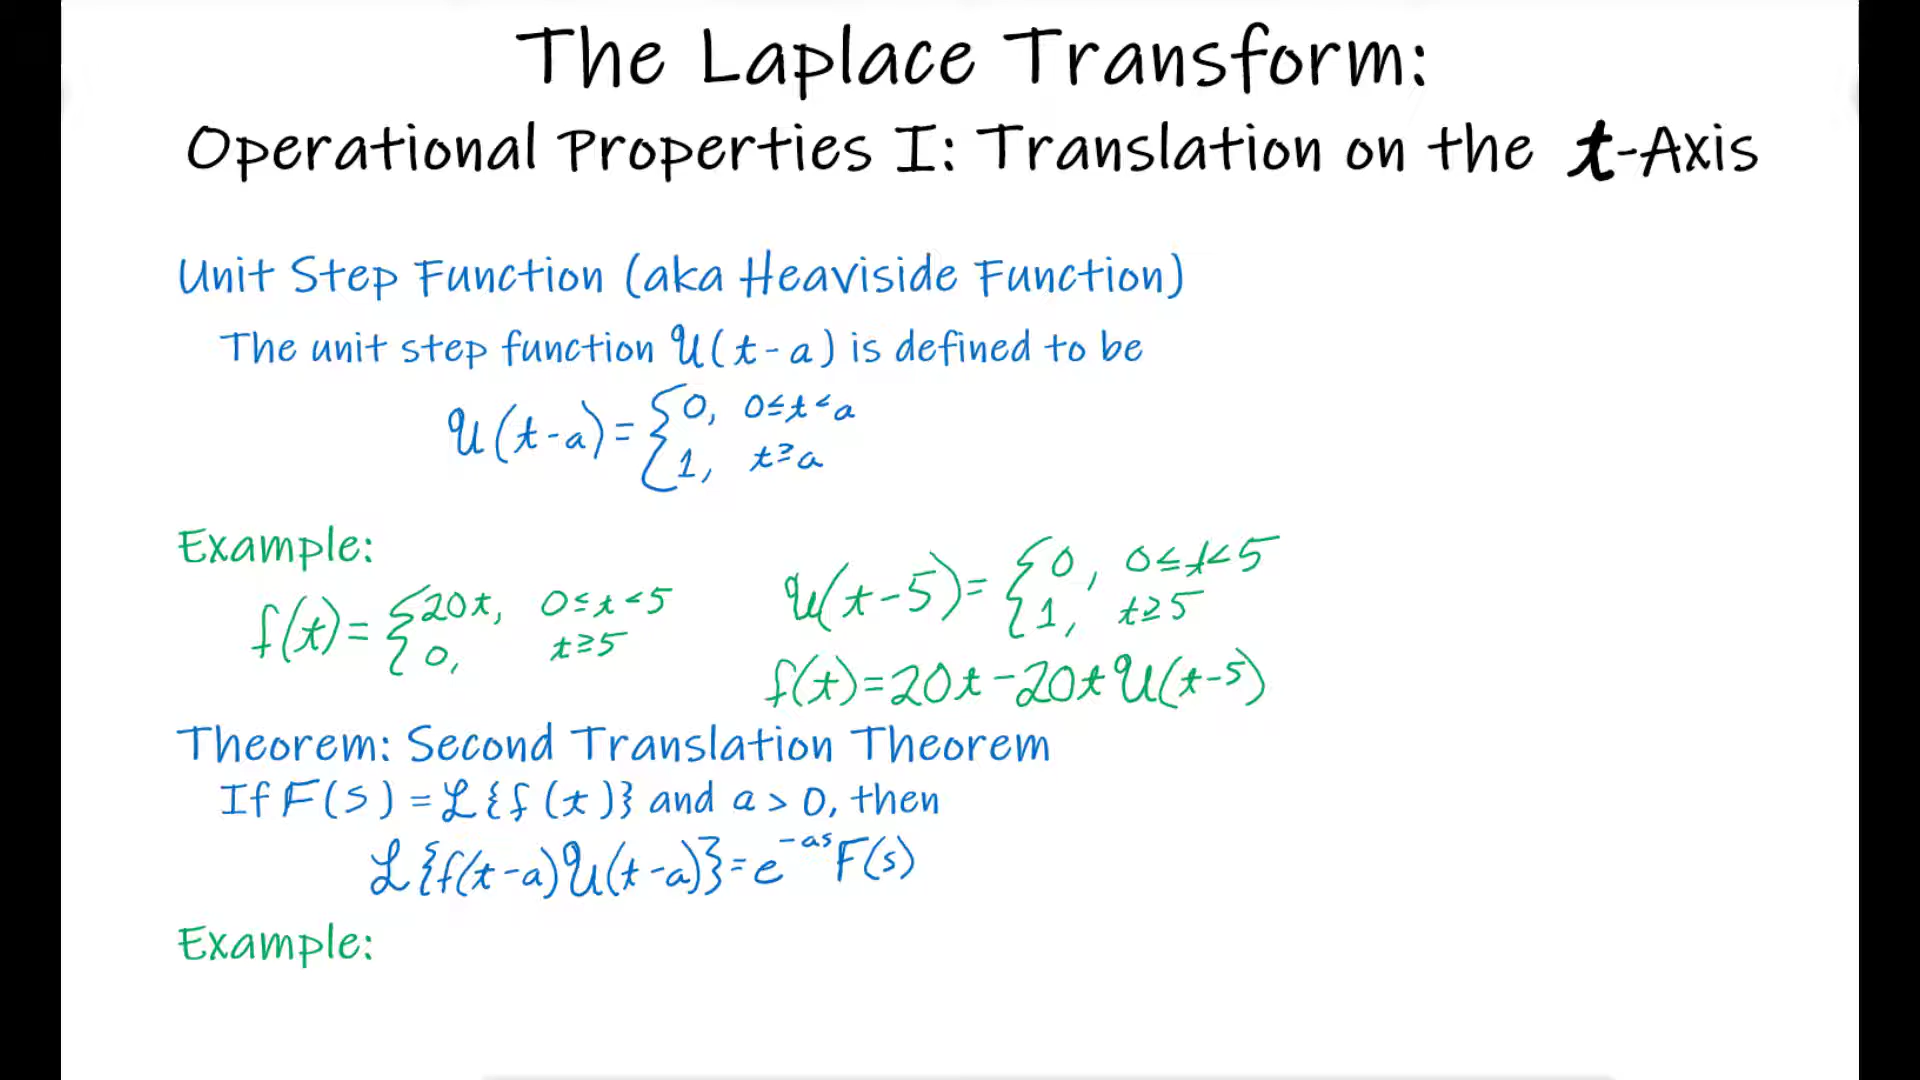 The Laplace Transform:
Operational Properties I: Translation on the t-Axis
Unit Step Function (aka Heaviside Function)
The unit step function 𝒰(t-a) is defined to be
𝒰(t-a) = { 0, 0≤t<a
1, t≥a
Example:
f(t) = { 20t, 0≤t<5
0, t≥5
𝒰(t-5) = { 0, 0≤t<5
1, t≥5
f(t) = 20t - 20t 𝒰(t-5)
Theorem: Second Translation Theorem
If F(s) = ℒ{f(t)} and a > 0, then
ℒ{f(t-a)𝒰(t-a)} = e^{-as} F(s)
Example: